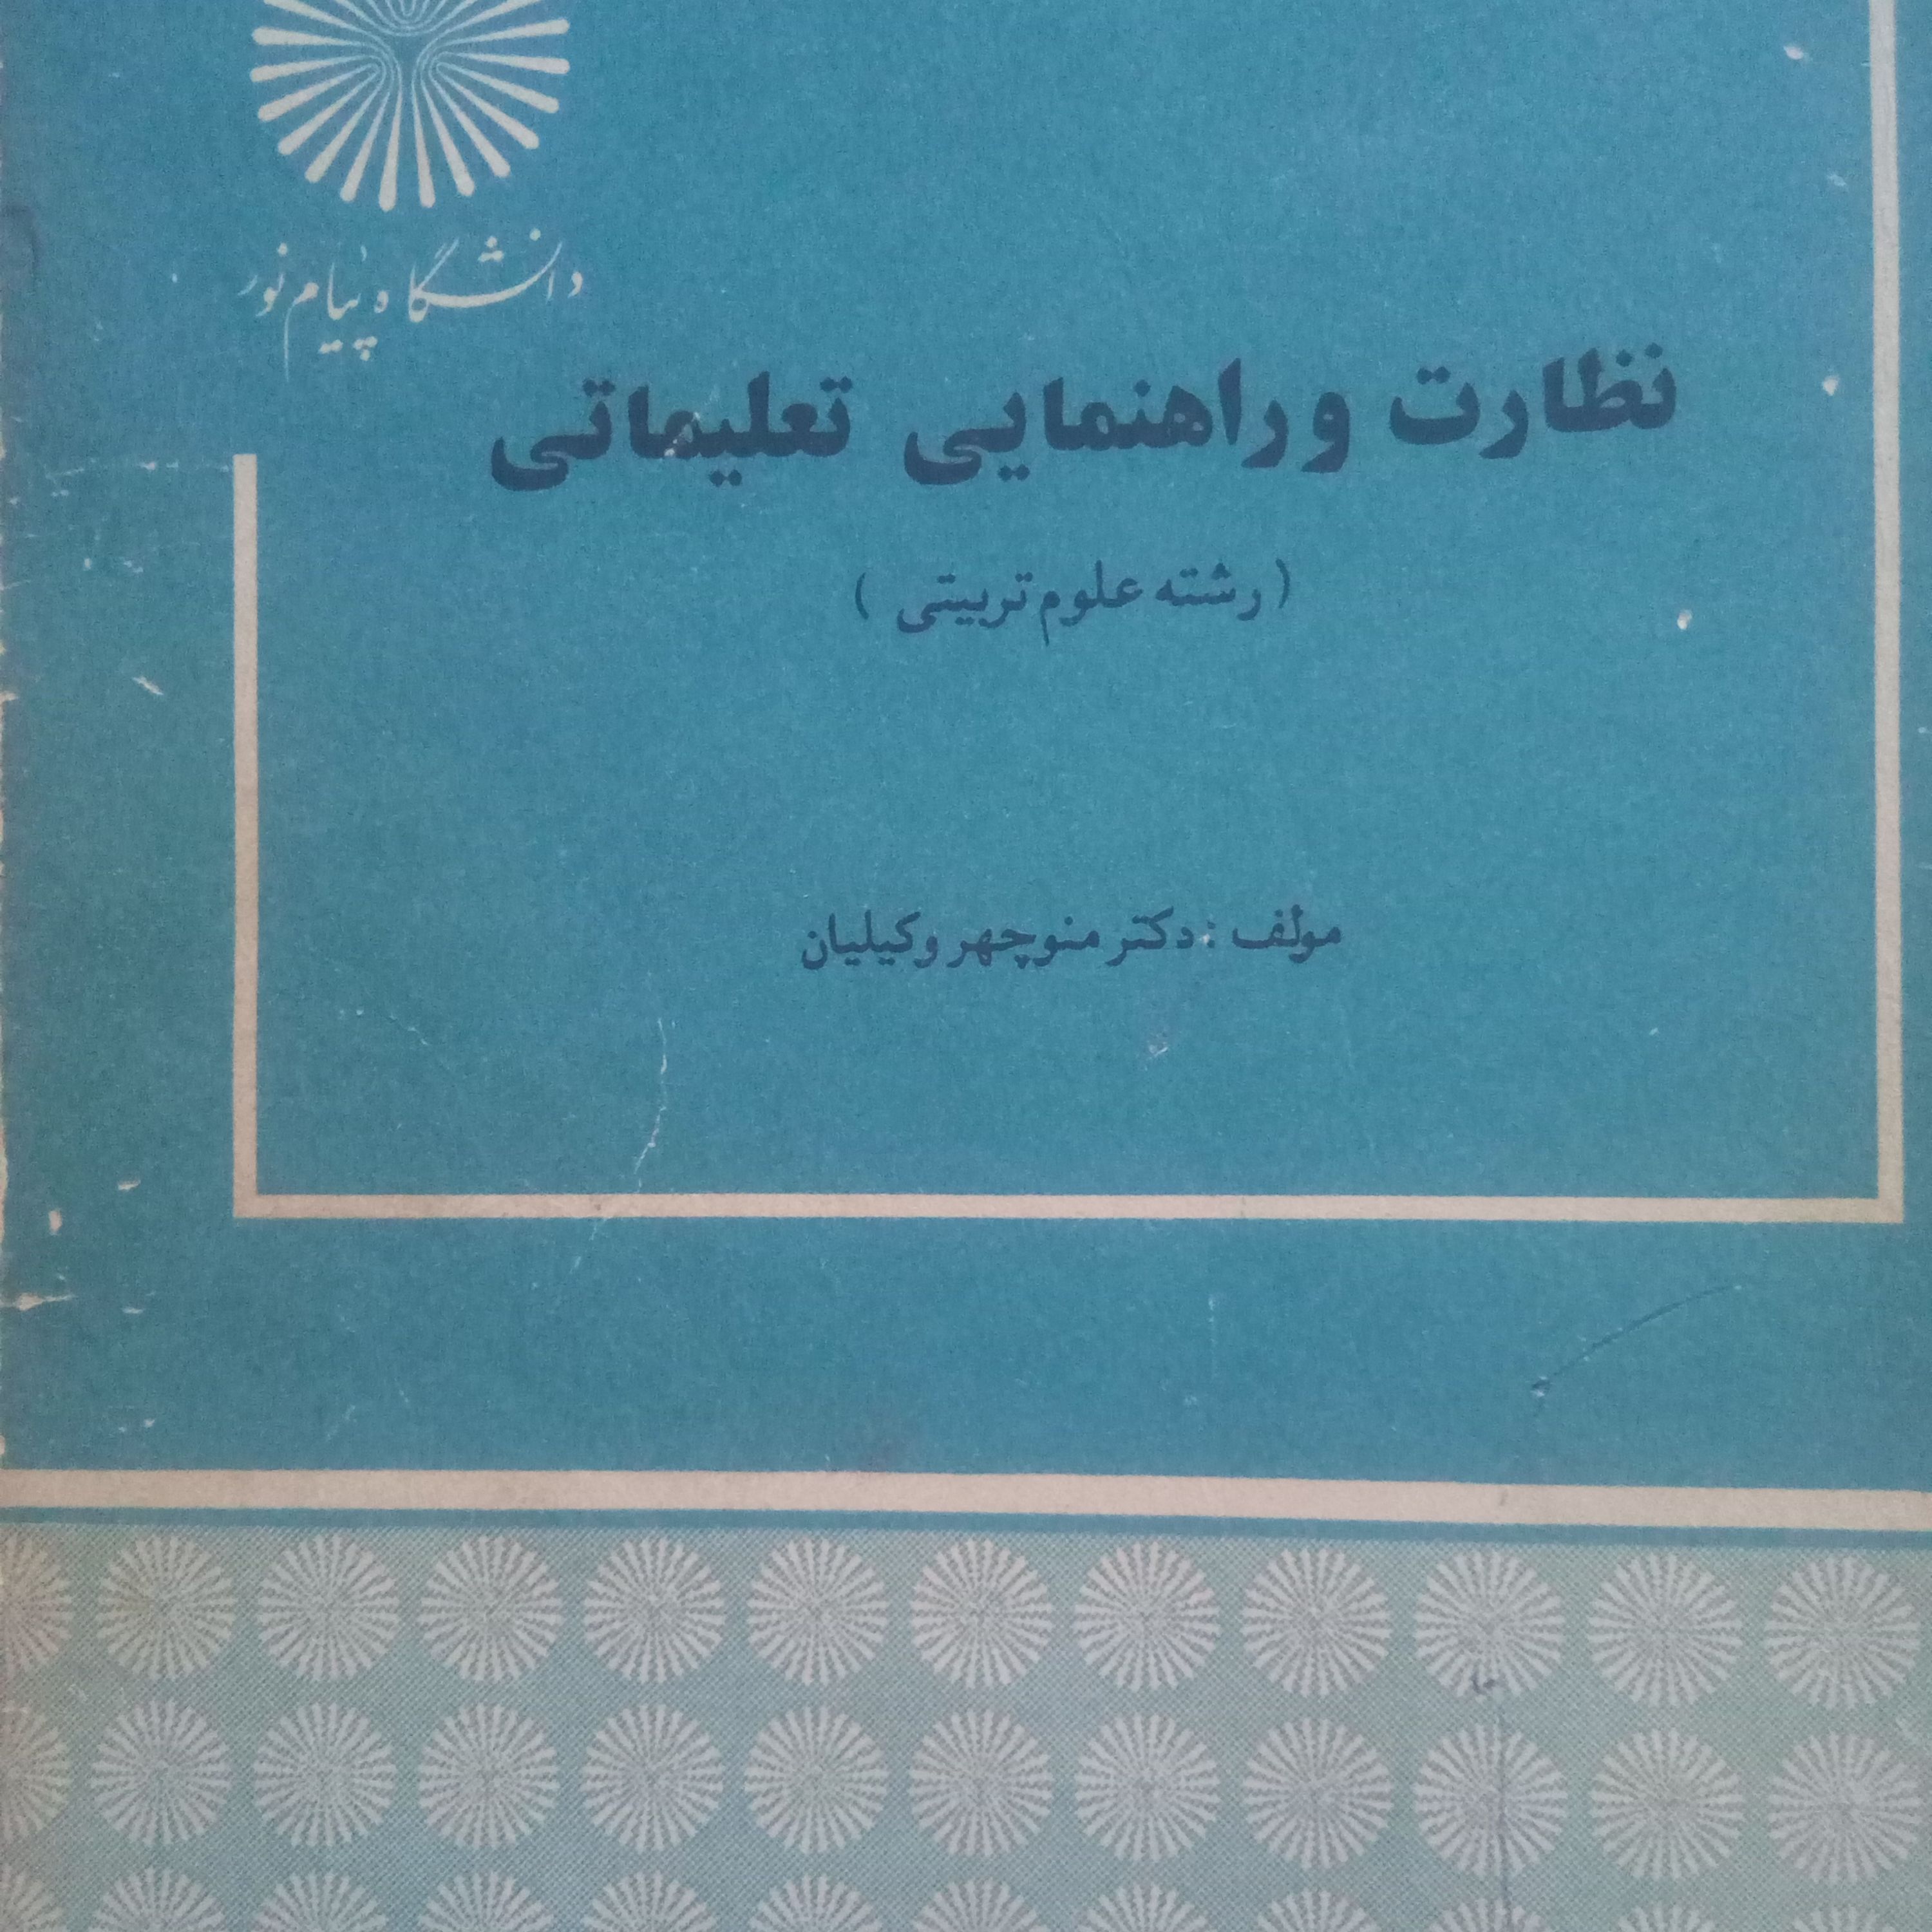 دانشگاه پیام نور
نظارت و راهنمایی تعلیماتی
(رشته علوم تربیتی)
مولف : دکتر منوچهر وکیلیان